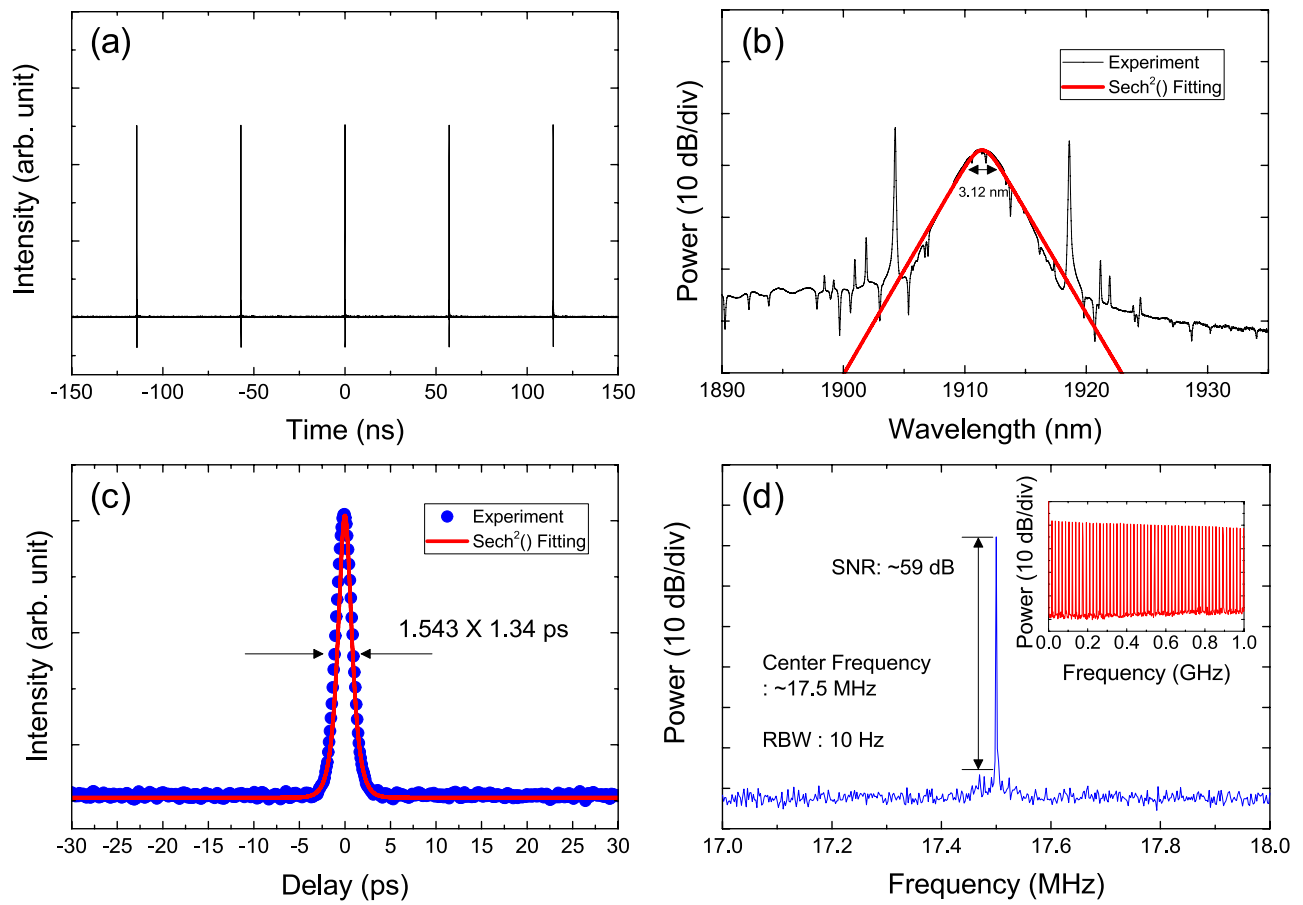 (a)
Intensity (arb. unit)
-150 -100 -50 0 50 100 150
Time (ns)
(b)
Experiment
Sech²() Fitting
3.12 nm
Power (10 dB/div)
1890 1900 1910 1920 1930
Wavelength (nm)
(c)
Experiment
Sech²() Fitting
1.543 X 1.34 ps
Intensity (arb. unit)
-30 -25 -20 -15 -10 -5 0 5 10 15 20 25 30
Delay (ps)
(d)
SNR: ~59 dB
Center Frequency
: ~17.5 MHz
RBW : 10 Hz
Power (10 dB/div)
17.0 17.2 17.4 17.6 17.8 18.0
Frequency (MHz)
Power (10 dB/div)
0.0 0.2 0.4 0.6 0.8 1.0
Frequency (GHz)